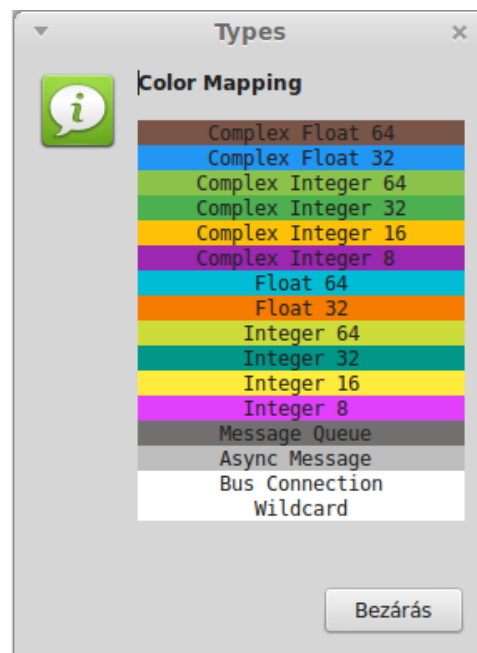 Types
Color Mapping
Complex Float 64
Complex Float 32
Complex Integer 64
Complex Integer 32
Complex Integer 16
Complex Integer 8
Float 64
Float 32
Integer 64
Integer 32
Integer 16
Integer 8
Message Queue
Async Message
Bus Connection
Wildcard
Bezárás